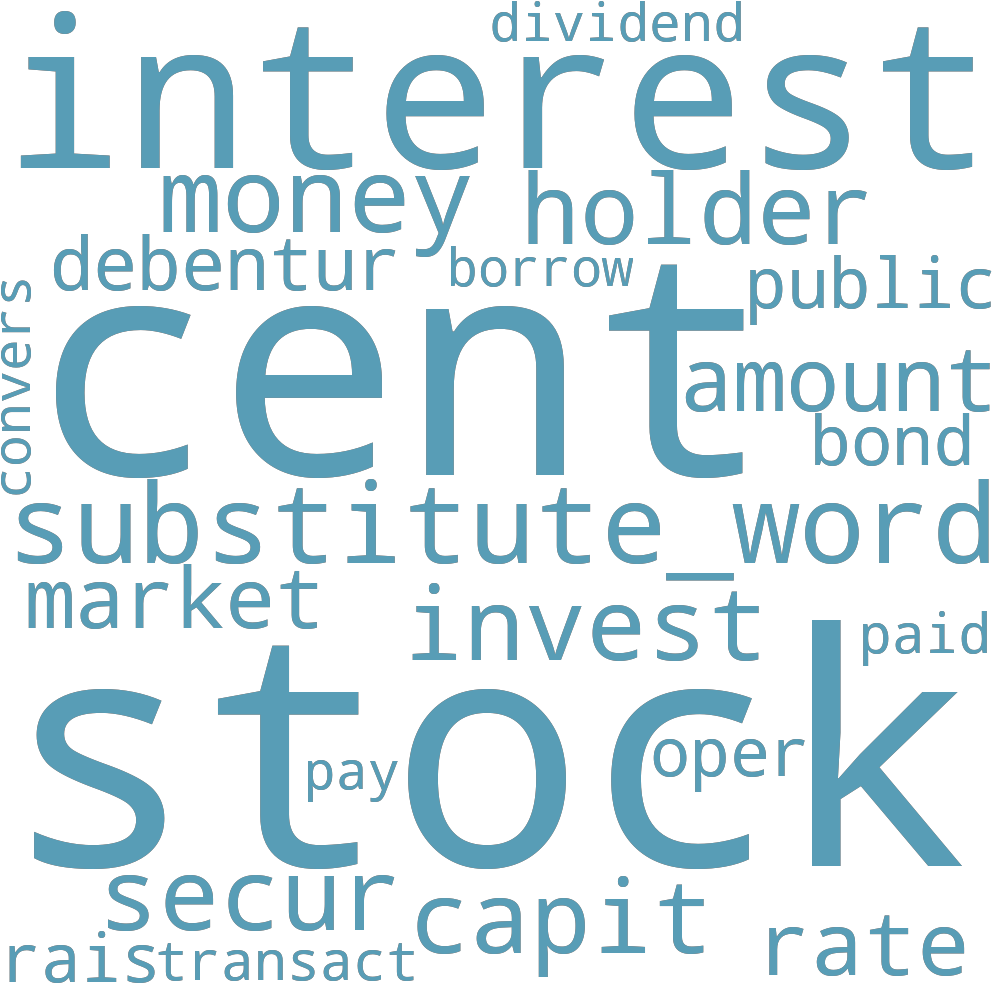 dividend
interest
money holder
debentur borrow public
convers
cent
amount
bond
substitute_word
market invest
paid
stock
pay oper
secur capit rate
rais transact